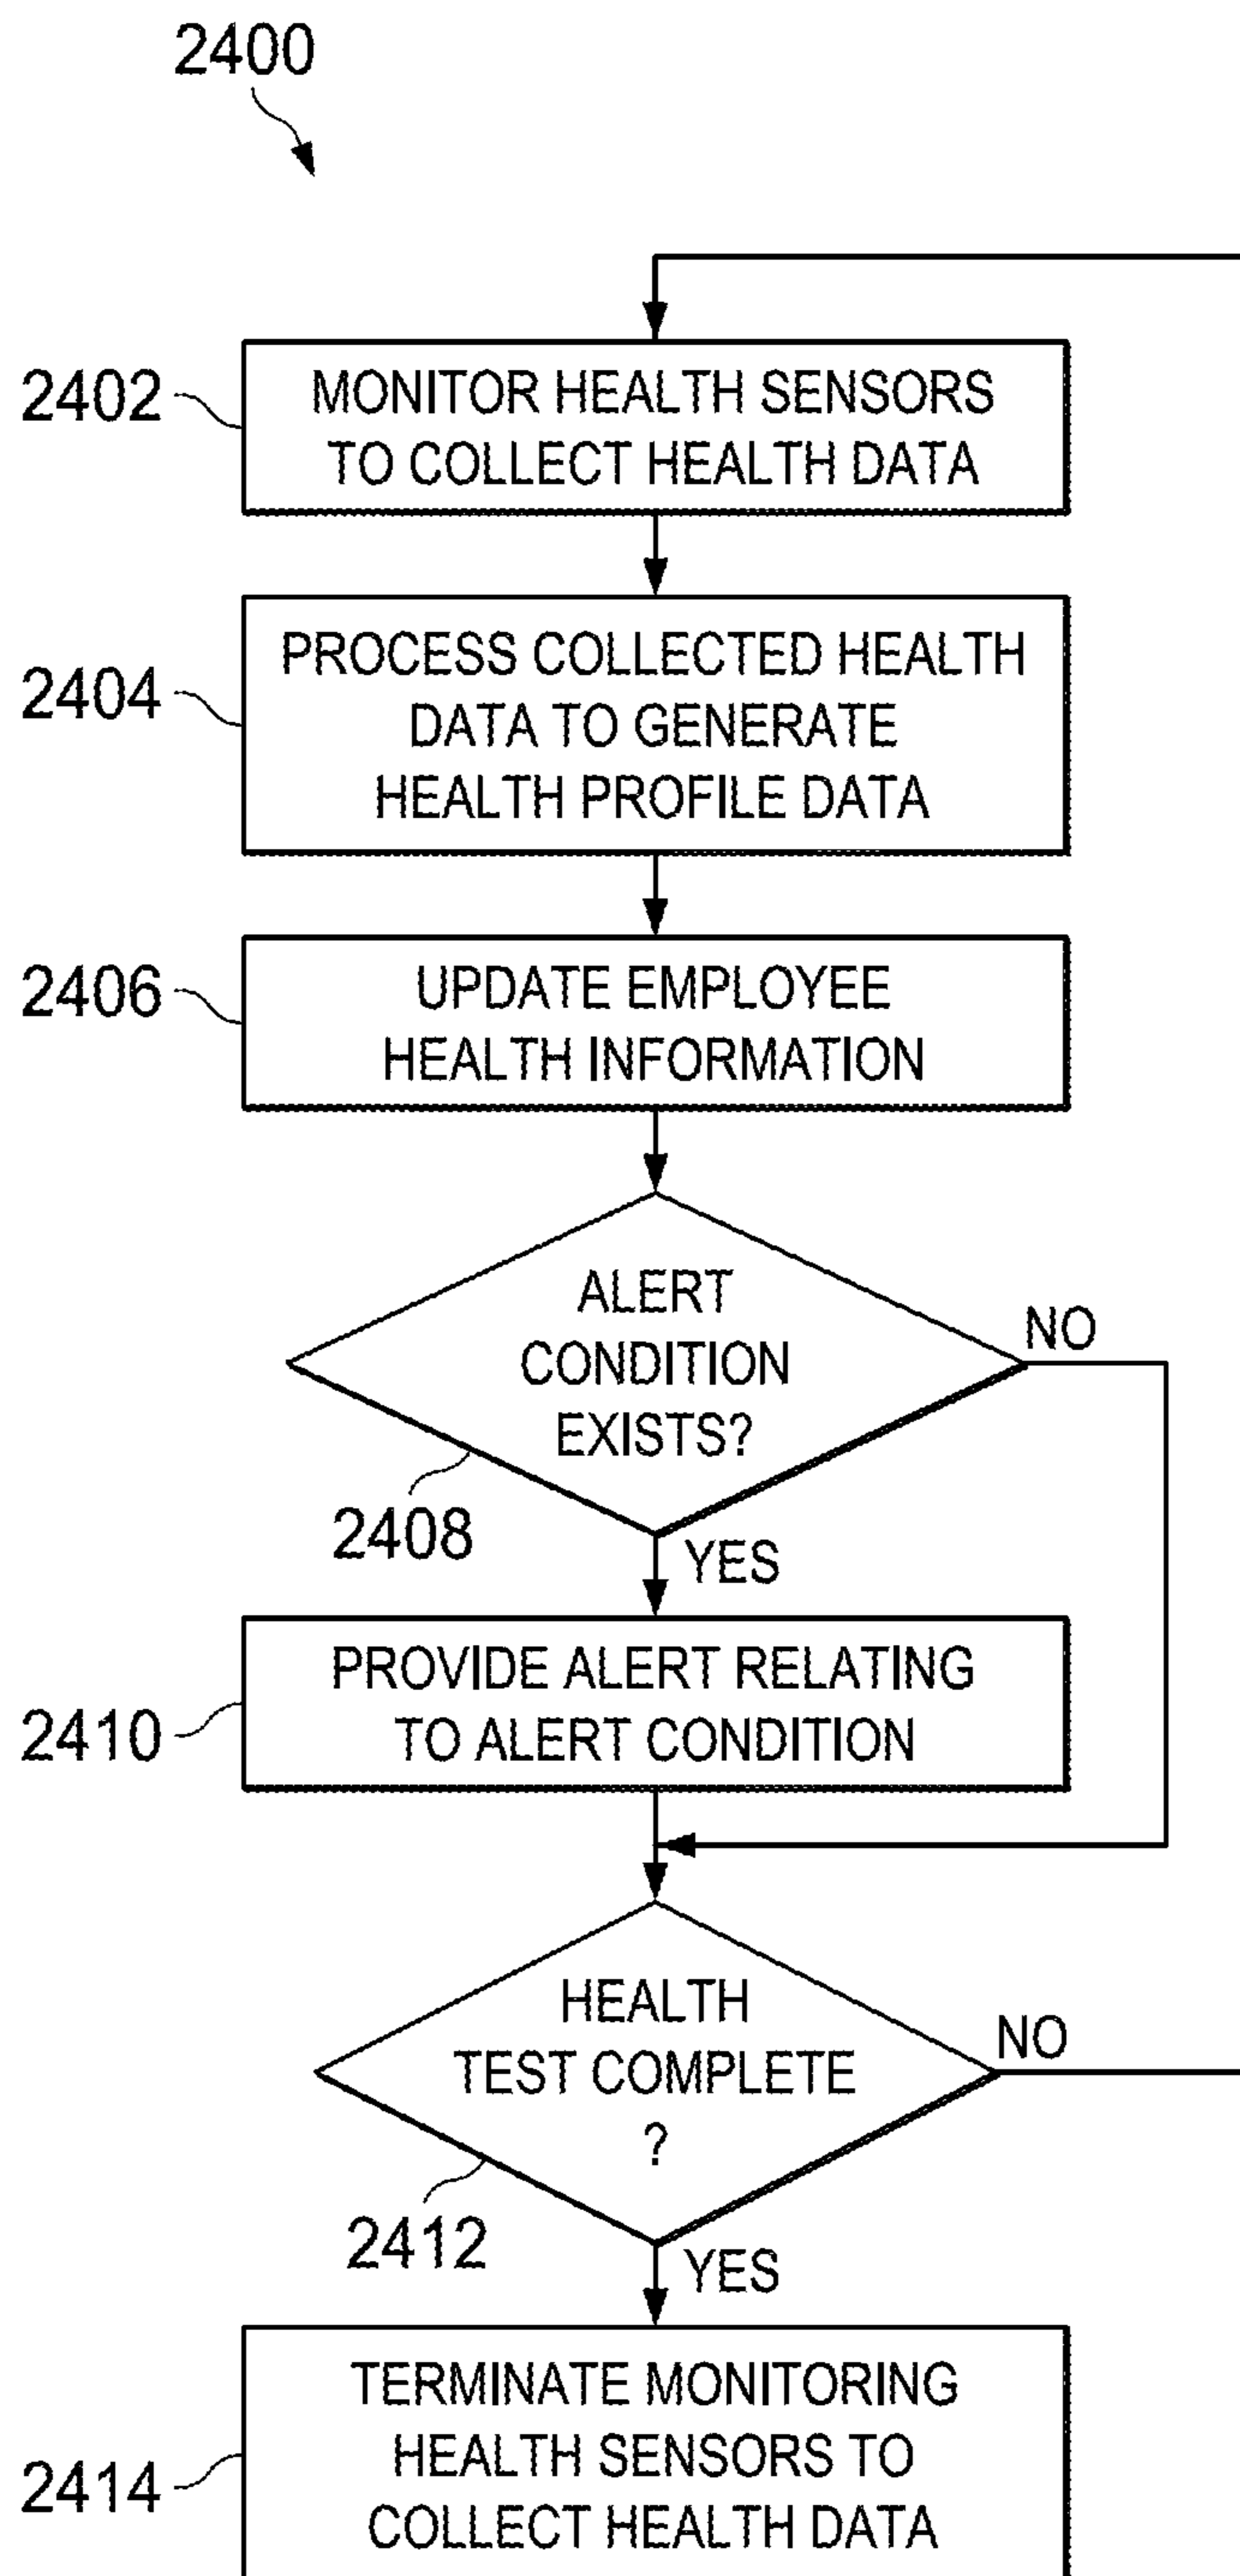 2400
2402
MONITOR HEALTH SENSORS
TO COLLECT HEALTH DATA
2404
PROCESS COLLECTED HEALTH
DATA TO GENERATE
HEALTH PROFILE DATA
2406
UPDATE EMPLOYEE
HEALTH INFORMATION
ALERT
CONDITION
EXISTS?
NO
2408
YES
2410
PROVIDE ALERT RELATING
TO ALERT CONDITION
HEALTH
TEST COMPLETE
?
NO
2412
YES
2414
TERMINATE MONITORING
HEALTH SENSORS TO
COLLECT HEALTH DATA